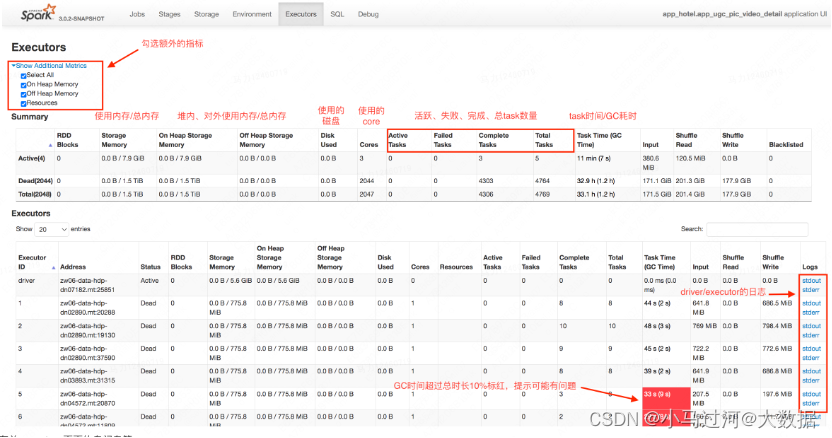 Spark 3.0.2-SNAPSHOT Jobs Stages Storage Environment Executors SQL Debug app_hotel.app_ugc_pic_video_detail application UI
Executors
勾选额外的指标
Show Additional Metrics
Select All
On Heap Memory
Off Heap Memory
Resources
Summary
使用内存/总内存 堆内、对外使用内存/总内存 使用的磁盘 使用的core 活跃、失败、完成、总task数量 task时间/GC耗时
RDD Blocks Storage Memory On Heap Storage Memory Off Heap Storage Memory Disk Used Cores Active Tasks Failed Tasks Complete Tasks Total Tasks Task Time (GC Time) Input Shuffle Read Shuffle Write Blacklisted
Active(4) 0 0.0 B / 7.9 GiB 0.0 B / 7.9 GiB 0.0 B / 0.0 B 0.0 B 3 0 0 3 5 11 min (7 s) 380.6 MiB 120.5 MiB 0.0 B 0
Dead(2044) 0 0.0 B / 1.5 TiB 0.0 B / 1.5 TiB 0.0 B / 0.0 B 0.0 B 2044 0 0 4303 4764 32.9 h (1.2 h) 171.1 GiB 201.3 GiB 177.9 GiB 0
Total(2048) 0 0.0 B / 1.5 TiB 0.0 B / 1.5 TiB 0.0 B / 0.0 B 0.0 B 2047 0 0 4306 4769 33.1 h (1.2 h) 171.5 GiB 201.4 GiB 177.9 GiB 0
Executors
Show 20 entries Search:
Executor ID Address Status RDD Blocks Storage Memory On Heap Storage Memory Off Heap Storage Memory Disk Used Cores Resources Active Tasks Failed Tasks Complete Tasks Total Tasks Task Time (GC Time) Input Shuffle Read Shuffle Write Logs
driver zw06-data-hdp-dn07182.mt:25851 Active 0 0.0 B / 5.6 GiB 0.0 B / 5.6 GiB 0.0 B / 0.0 B 0.0 B 0 0 0 0 0 0.0 ms (0.0 ms) 0.0 B 0.0 B 0.0 B stdout stderr
driver/executor的日志
1 zw06-data-hdp-dn02890.mt:20288 Dead 0 0.0 B / 775.8 MiB 0.0 B / 775.8 MiB 0.0 B / 0.0 B 0.0 B 1 0 0 8 8 44 s (2 s) 641.8 MiB 0.0 B 686.5 MiB stdout stderr
2 zw06-data-hdp-dn02890.mt:19130 Dead 0 0.0 B / 775.8 MiB 0.0 B / 775.8 MiB 0.0 B / 0.0 B 0.0 B 1 0 0 10 10 48 s (3 s) 769 MiB 0.0 B 798.4 MiB stdout stderr
3 zw06-data-hdp-dn02890.mt:37590 Dead 0 0.0 B / 775.8 MiB 0.0 B / 775.8 MiB 0.0 B / 0.0 B 0.0 B 1 0 0 9 9 45 s (2 s) 722.2 MiB 0.0 B 772.6 MiB stdout stderr
4 zw06-data-hdp-dn03893.mt:31315 Dead 0 0.0 B / 775.8 MiB 0.0 B / 775.8 MiB 0.0 B / 0.0 B 0.0 B 1 0 0 8 8 39 s (2 s) 641.9 MiB 0.0 B 686.8 MiB stdout stderr
GC时间超过总时长10%标红，提示可能有问题
5 zw06-data-hdp-dn04572.mt:20870 Dead 0 0.0 B / 775.8 MiB 0.0 B / 775.8 MiB 0.0 B / 0.0 B 0.0 B 1 0 0 3 33 s (9 s) 207.5 MiB 0.0 B 197.6 MiB stdout stderr
6 zw06-data-hdp- Dead 0 0.0 B / 775.8 0.0 B / 775.8 0.0 B / 0.0 B 0.0 B 1 0 0 2
CSDN @小马过河@大数据